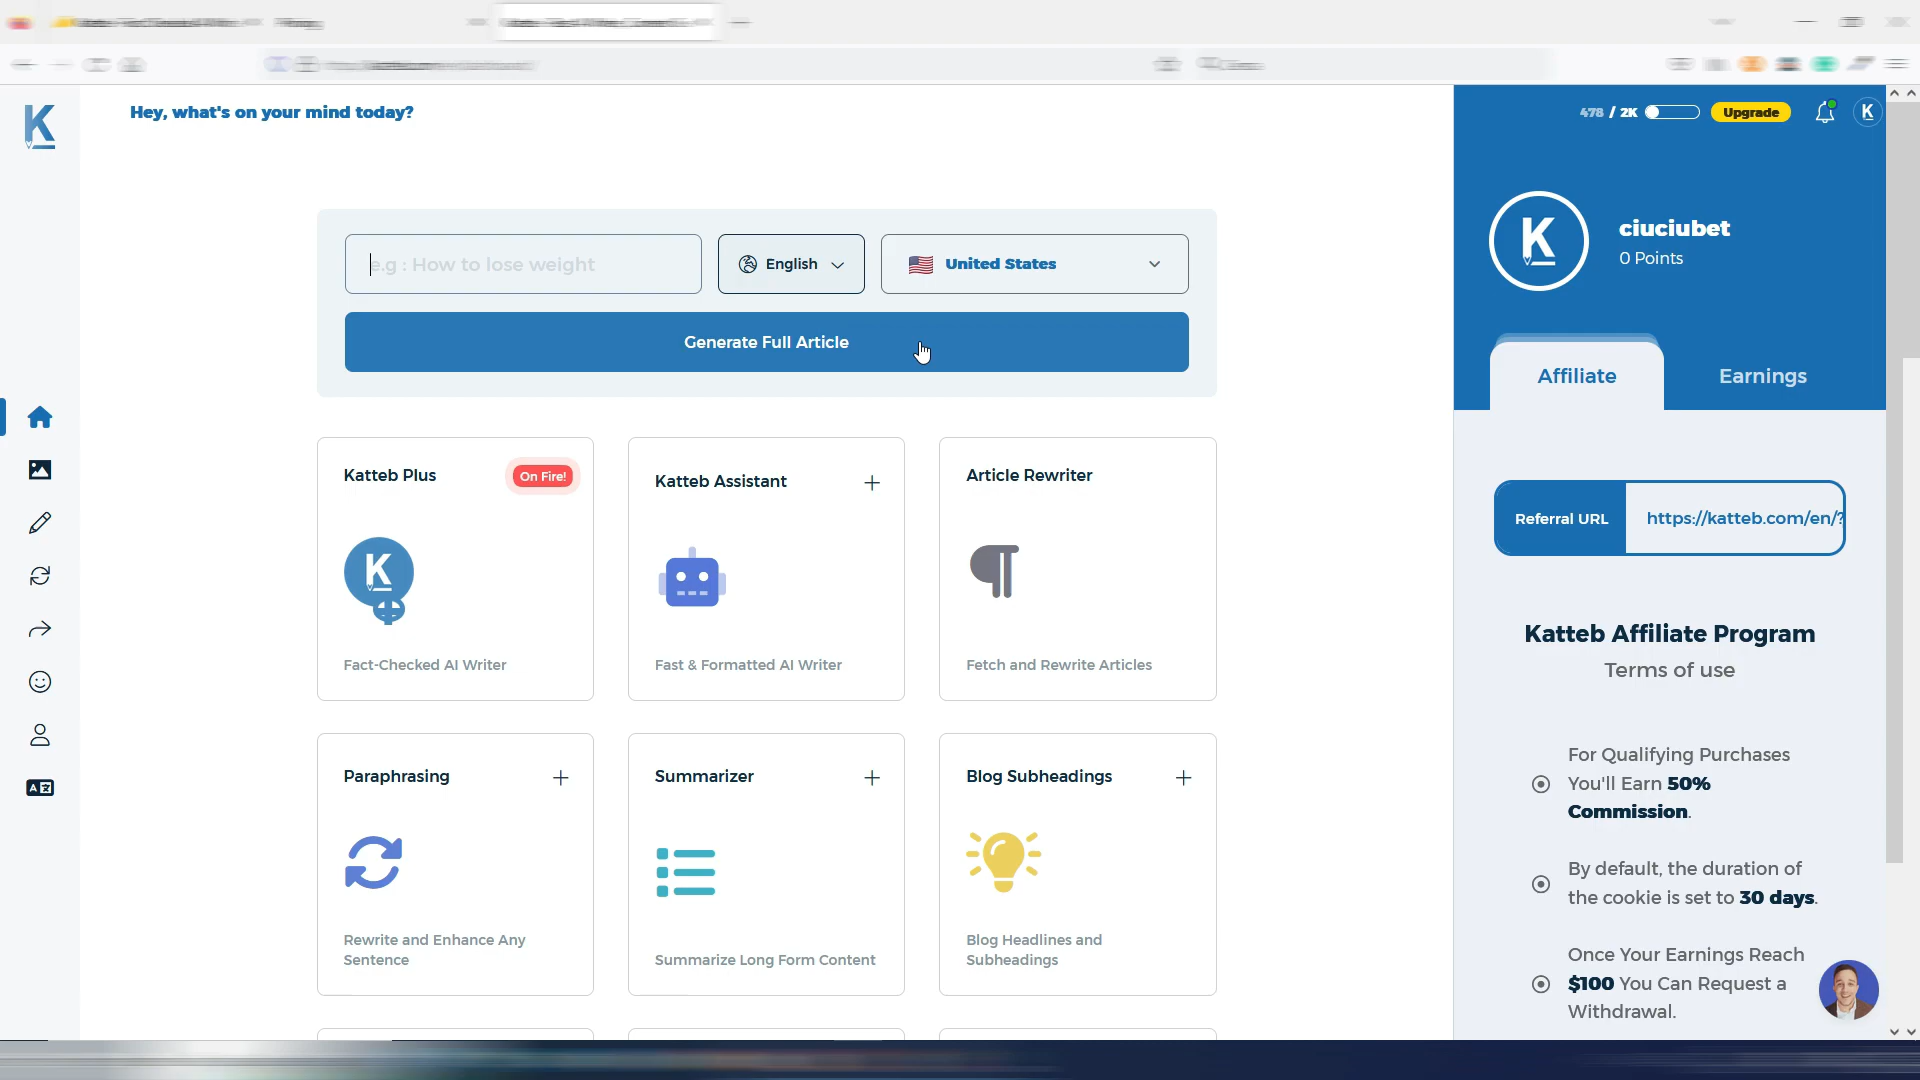 Hey, what's on your mind today?
478 / 2K
Upgrade
K
K
e.g : How to lose weight
English
United States
Generate Full Article
K
ciuciubet
0 Points
Affiliate
Earnings
Katteb Plus
On Fire!
K
Fact-Checked AI Writer
Katteb Assistant
Fast & Formatted AI Writer
Article Rewriter
Fetch and Rewrite Articles
Referral URL
https://katteb.com/en/?
Katteb Affiliate Program
Terms of use
For Qualifying Purchases
You'll Earn 50%
Commission.
By default, the duration of
the cookie is set to 30 days.
Once Your Earnings Reach
$100 You Can Request a
Withdrawal.
Paraphrasing
Rewrite and Enhance Any
Sentence
Summarizer
Summarize Long Form Content
Blog Subheadings
Blog Headlines and
Subheadings